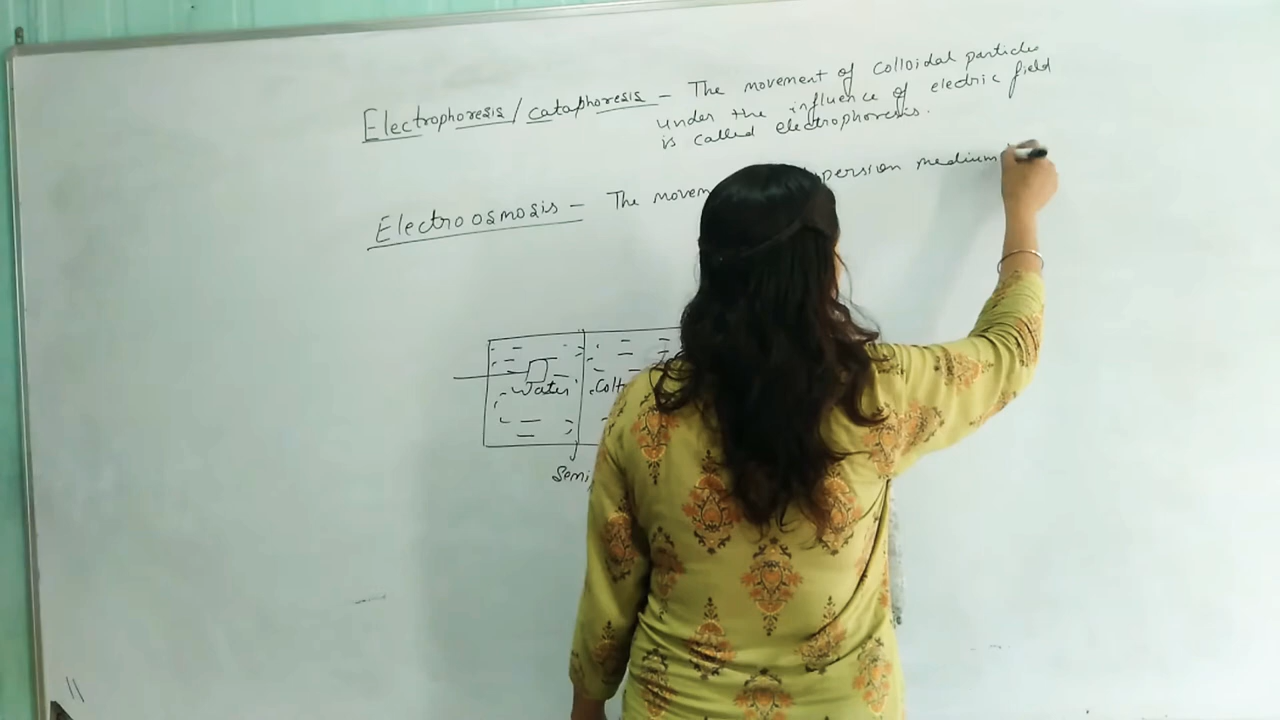 Electrophoresis/cataphoresis – The movement of colloidal particles
under the influence of electric field
is called electrophoresis.
Electroosmosis – The movem persion medium
Water Coll
Semi